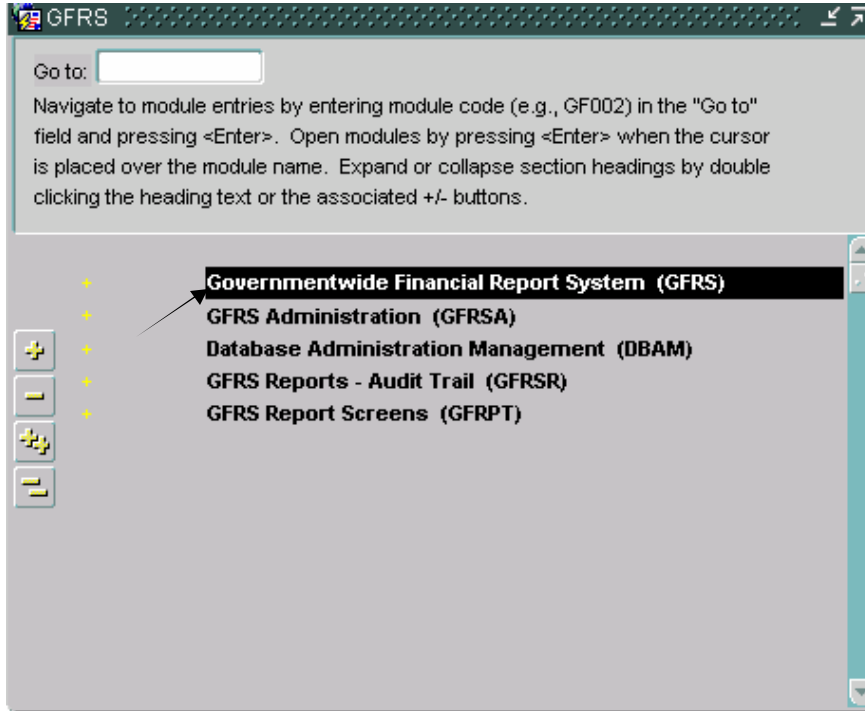 GFRS
Go to:
Navigate to module entries by entering module code (e.g., GF002) in the "Go to"
field and pressing <Enter>. Open modules by pressing <Enter> when the cursor
is placed over the module name. Expand or collapse section headings by double
clicking the heading text or the associated +/- buttons.
+ Governmentwide Financial Report System (GFRS)
+ GFRS Administration (GFRSA)
+ Database Administration Management (DBAM)
+ GFRS Reports - Audit Trail (GFRSR)
+ GFRS Report Screens (GFRPT)